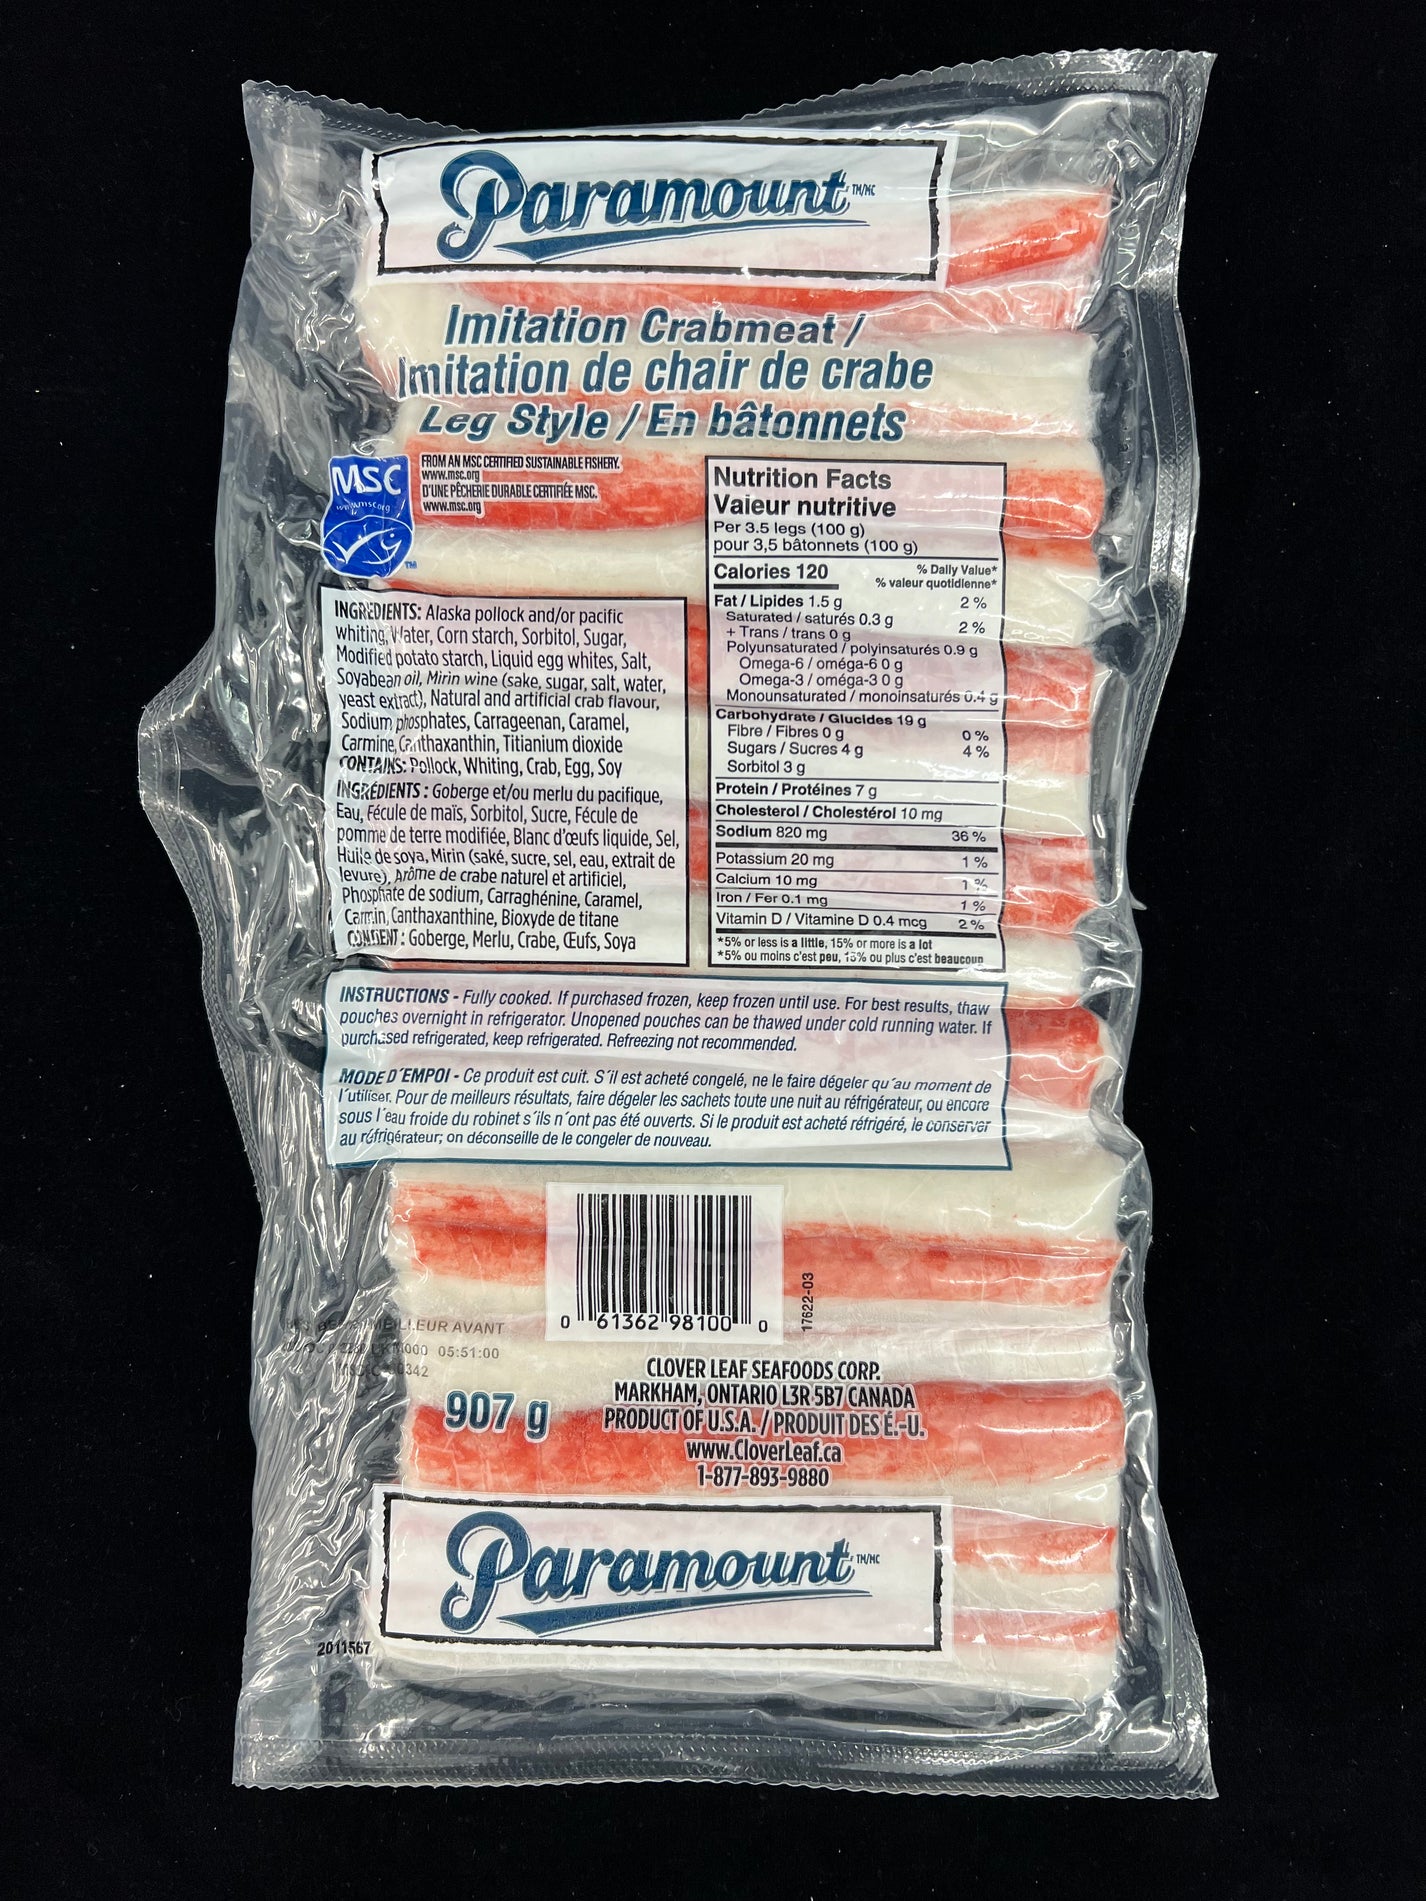 Paramount TM/MC
Imitation Crabmeat /
Imitation de chair de crabe
Leg Style / En bâtonnets
MSC
www.msc.org
TM
FROM AN MSC CERTIFIED SUSTAINABLE FISHERY.
www.msc.org
D'UNE PÊCHERIE DURABLE CERTIFIÉE MSC.
www.msc.org
INGREDIENTS: Alaska pollock and/or pacific
whiting, Water, Corn starch, Sorbitol, Sugar,
Modified potato starch, Liquid egg whites, Salt,
Soyabean oil, Mirin wine (sake, sugar, salt, water,
yeast extract), Natural and artificial crab flavour,
Sodium phosphates, Carrageenan, Caramel,
Carmine, Canthaxanthin, Titianium dioxide
CONTAINS: Pollock, Whiting, Crab, Egg, Soy
INGRÉDIENTS : Goberge et/ou merlu du pacifique,
Eau, Fécule de maïs, Sorbitol, Sucre, Fécule de
pomme de terre modifiée, Blanc d'œufs liquide, Sel,
Huile de soya, Mirin (saké, sucre, sel, eau, extrait de
levure), Arôme de crabe naturel et artificiel,
Phosphate de sodium, Carraghénine, Caramel,
Carmin, Canthaxanthine, Bioxyde de titane
CONTIENT : Goberge, Merlu, Crabe, Œufs, Soya
Nutrition Facts
Valeur nutritive
Per 3.5 legs (100 g)
pour 3,5 bâtonnets (100 g)
Calories 120
% Daily Value*
% valeur quotidienne*
Fat / Lipides 1.5 g 2 %
Saturated / saturés 0.3 g
+ Trans / trans 0 g 2 %
Polyunsaturated / polyinsaturés 0.9 g
Omega-6 / oméga-6 0 g
Omega-3 / oméga-3 0 g
Monounsaturated / monoinsaturés 0.4 g
Carbohydrate / Glucides 19 g
Fibre / Fibres 0 g 0 %
Sugars / Sucres 4 g 4 %
Sorbitol 3 g
Protein / Protéines 7 g
Cholesterol / Cholestérol 10 mg
Sodium 820 mg 36 %
Potassium 20 mg 1 %
Calcium 10 mg 1 %
Iron / Fer 0.1 mg 1 %
Vitamin D / Vitamine D 0.4 mcg 2 %
*5% or less is a little, 15% or more is a lot
*5% ou moins c'est peu, 15% ou plus c'est beaucoup
INSTRUCTIONS - Fully cooked. If purchased frozen, keep frozen until use. For best results, thaw
pouches overnight in refrigerator. Unopened pouches can be thawed under cold running water. If
purchased refrigerated, keep refrigerated. Refreezing not recommended.
MODE D'EMPOI - Ce produit est cuit. S'il est acheté congelé, ne le faire dégeler qu'au moment de
l'utiliser. Pour de meilleurs résultats, faire dégeler les sachets toute une nuit au réfrigérateur, ou encore
sous l'eau froide du robinet s'ils n'ont pas été ouverts. Si le produit est acheté réfrigéré, le conserver
au réfrigérateur; on déconseille de le congeler de nouveau.
0 61362 98100 0
17622-03
MEILLEUR AVANT
05:51:00
907 g
CLOVER LEAF SEAFOODS CORP.
MARKHAM, ONTARIO L3R 5B7 CANADA
PRODUCT OF U.S.A. / PRODUIT DES É.-U.
www.CloverLeaf.ca
1-877-893-9880
Paramount TM/MC
2011567